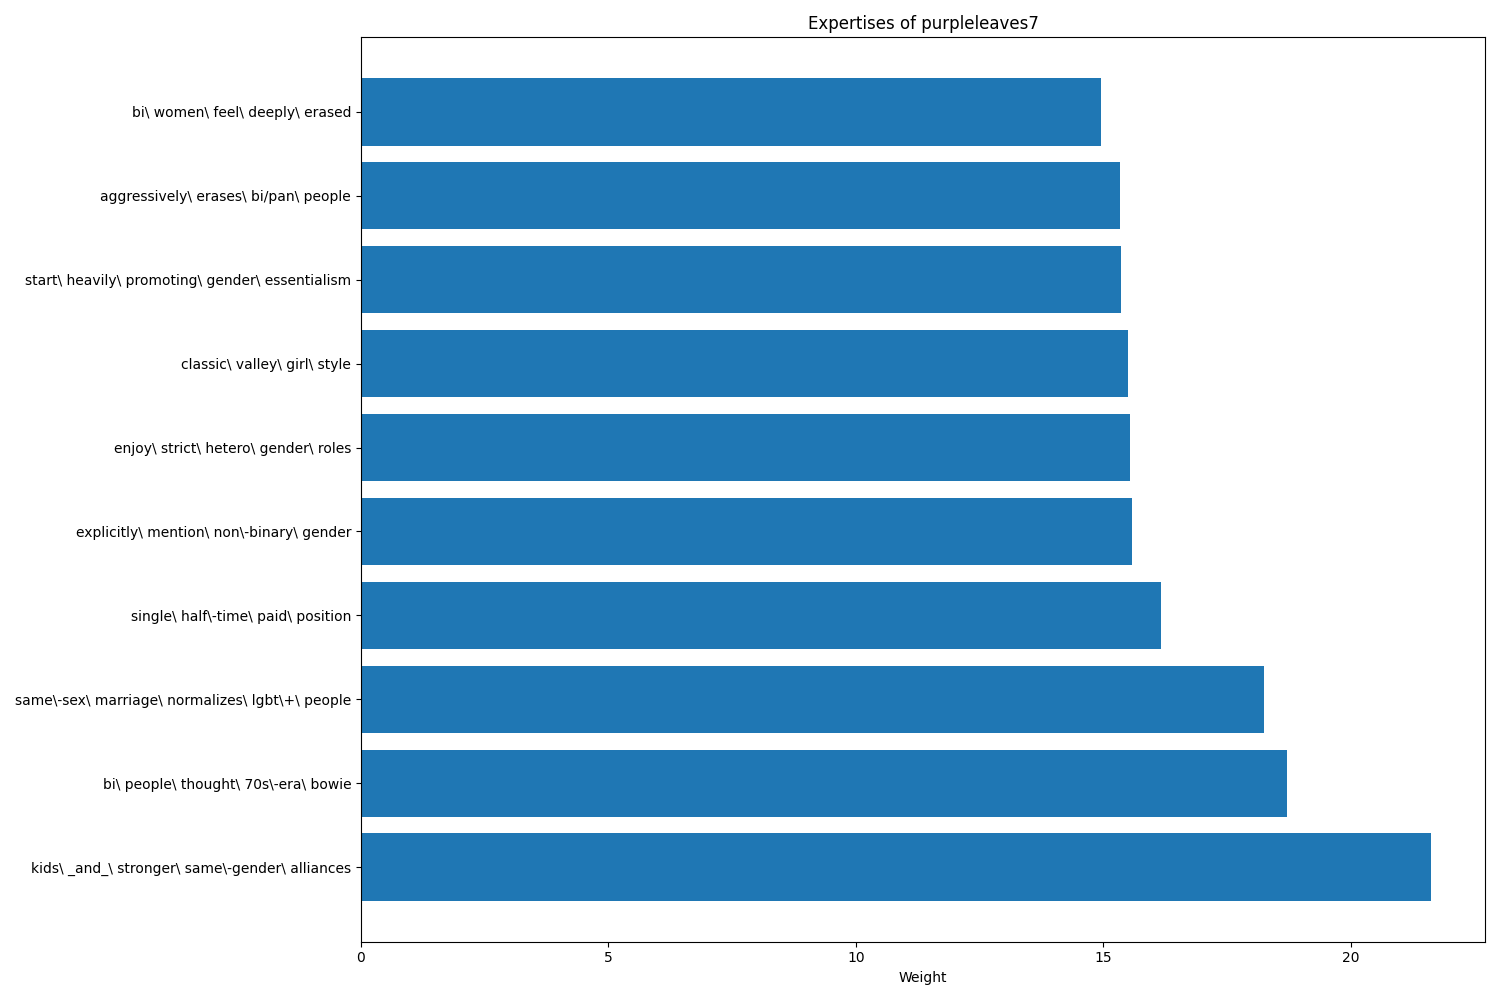 Expertises of purpleleaves7
bi\ women\ feel\ deeply\ erased
aggressively\ erases\ bi/pan\ people
start\ heavily\ promoting\ gender\ essentialism
classic\ valley\ girl\ style
enjoy\ strict\ hetero\ gender\ roles
explicitly\ mention\ non\-binary\ gender
single\ half\-time\ paid\ position
same\-sex\ marriage\ normalizes\ lgbt\+\ people
bi\ people\ thought\ 70s\-era\ bowie
kids\ _and_\ stronger\ same\-gender\ alliances
0 5 10 15 20
Weight